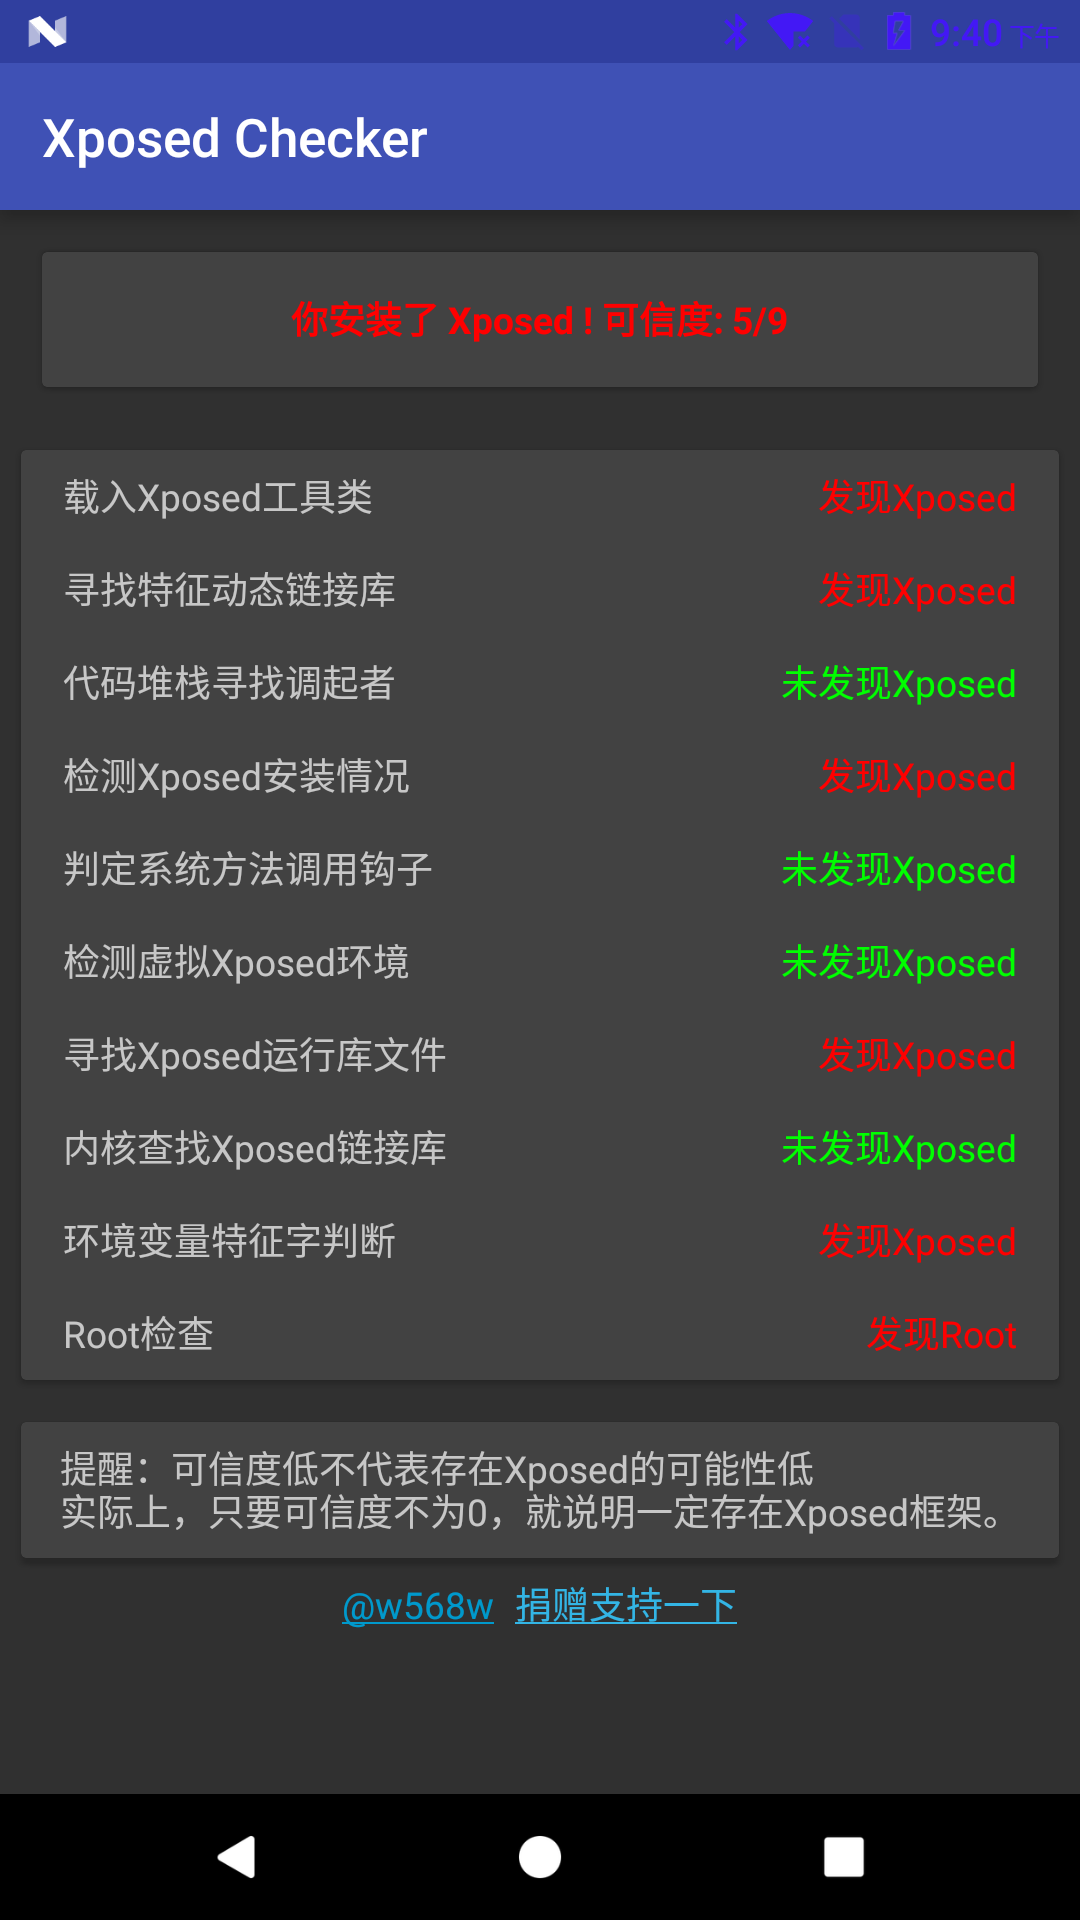 9:40 下午
Xposed Checker
你安装了 Xposed ! 可信度: 5/9
载入Xposed工具类 发现Xposed
寻找特征动态链接库 发现Xposed
代码堆栈寻找调起者 未发现Xposed
检测Xposed安装情况 发现Xposed
判定系统方法调用钩子 未发现Xposed
检测虚拟Xposed环境 未发现Xposed
寻找Xposed运行库文件 发现Xposed
内核查找Xposed链接库 未发现Xposed
环境变量特征字判断 发现Xposed
Root检查 发现Root
提醒：可信度低不代表存在Xposed的可能性低
实际上，只要可信度不为0，就说明一定存在Xposed框架。
@w568w 捐赠支持一下